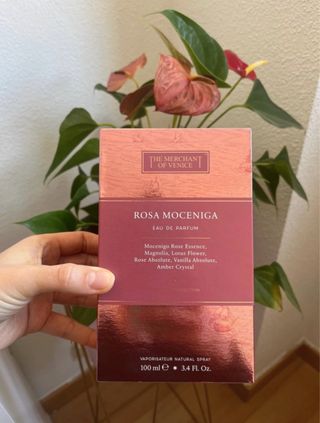 THE MERCHANT
OF VENICE
ROSA MOCENIGA
EAU DE PARFUM
Mocenigo Rose Essence,
Magnolia, Lotus Flower,
Rose Absolute, Vanilla Absolute,
Amber Crystal
VAPORISATEUR NATURAL SPRAY
100 ml ℮ • 3.4 Fl. Oz.